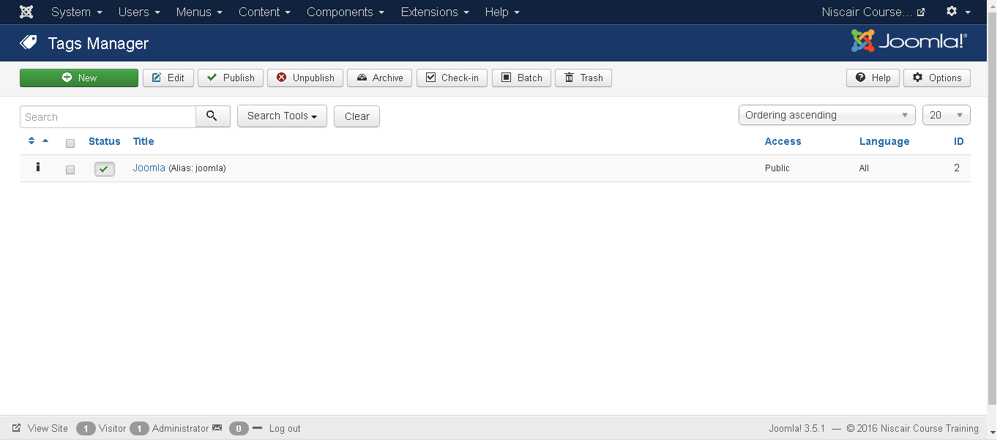 System Users Menus Content Components Extensions Help Niscair Course...
Tags Manager Joomla!®
New Edit Publish Unpublish Archive Check-in Batch Trash Help Options
Search Search Tools Clear Ordering ascending 20
Status Title Access Language ID
Joomla (Alias: joomla) Public All 2
View Site 1 Visitor 1 Administrator 0 Log out Joomla! 3.5.1 — © 2016 Niscair Course Training